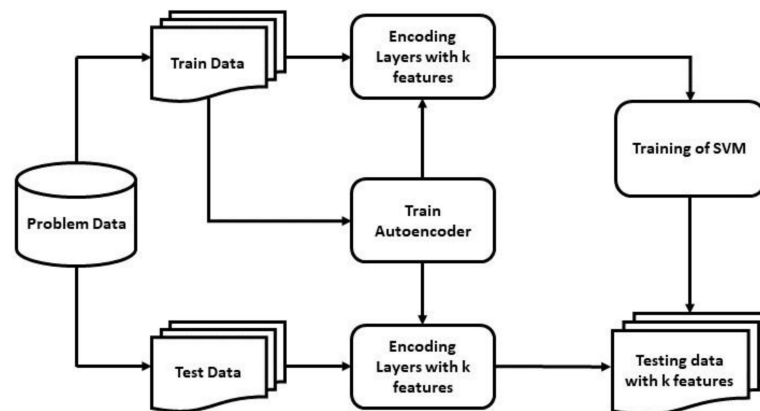 Train Data
Encoding
Layers with k
features
Training of SVM
Problem Data
Train
Autoencoder
Test Data
Encoding
Layers with k
features
Testing data
with k features